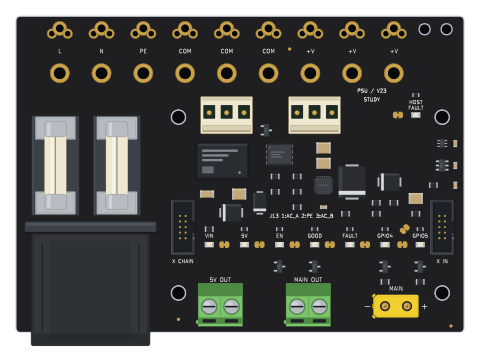 L N PE COM COM COM +V +V +V
PSU / V23
STUDY
HOST
FAULT
J13 1:AC_A 2:PE 3:AC_B
VIN 5V EN GOOD FAULT GPIO4 GPIO5
X CHAIN X IN
5V OUT MAIN OUT MAIN
- +